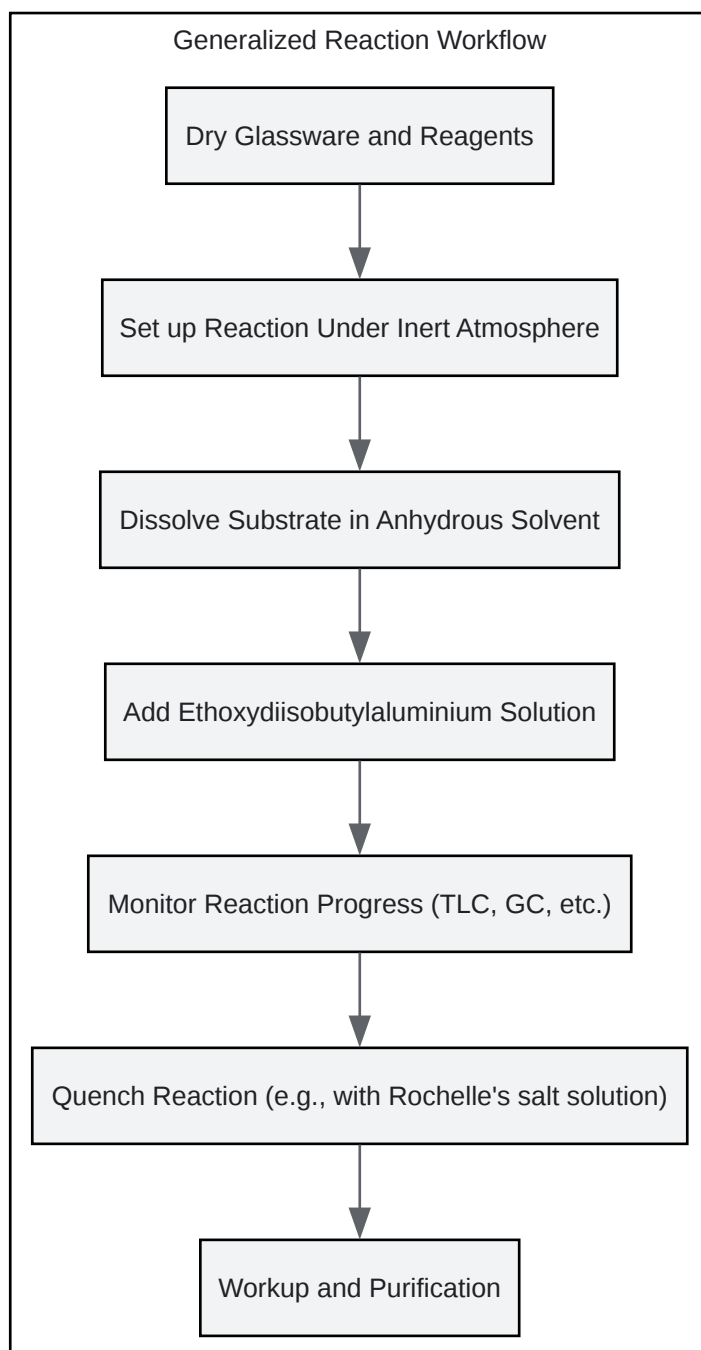 Generalized Reaction Workflow
Dry Glassware and Reagents
Set up Reaction Under Inert Atmosphere
Dissolve Substrate in Anhydrous Solvent
Add Ethoxydiisobutylaluminium Solution
Monitor Reaction Progress (TLC, GC, etc.)
Quench Reaction (e.g., with Rochelle's salt solution)
Workup and Purification